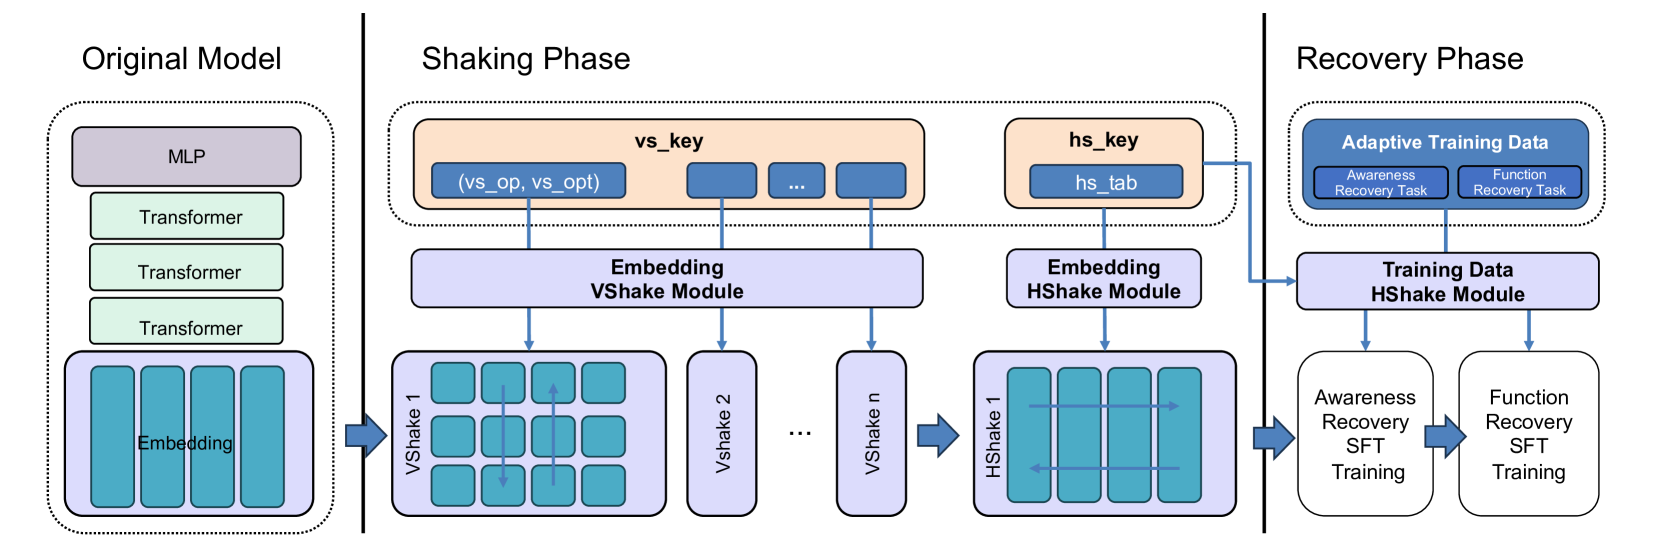 Original Model
MLP
Transformer
Transformer
Transformer
Embedding
Shaking Phase
vs_key
(vs_op, vs_opt)
...
hs_key
hs_tab
Embedding
VShake Module
Embedding
HShake Module
VShake 1
Vshake 2
...
VShake n
HShake 1
Recovery Phase
Adaptive Training Data
Awareness
Recovery Task
Function
Recovery Task
Training Data
HShake Module
Awareness
Recovery
SFT
Training
Function
Recovery
SFT
Training